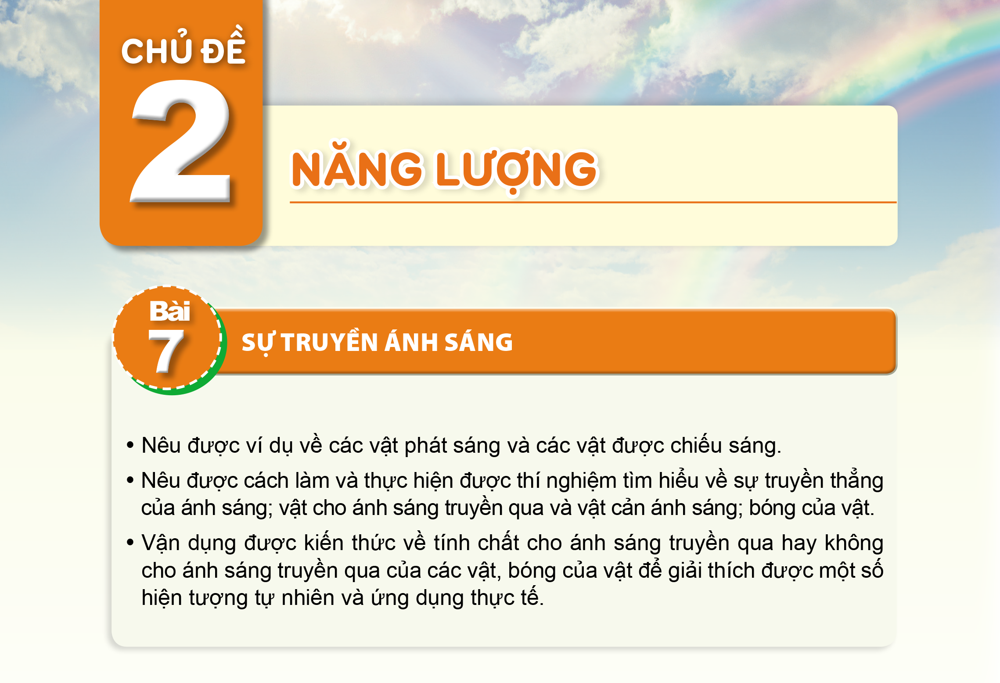 CHỦ ĐỀ
2
NĂNG LƯỢNG
Bài
7
SỰ TRUYỀN ÁNH SÁNG
• Nêu được ví dụ về các vật phát sáng và các vật được chiếu sáng.
• Nêu được cách làm và thực hiện được thí nghiệm tìm hiểu về sự truyền thẳng
của ánh sáng; vật cho ánh sáng truyền qua và vật cản ánh sáng; bóng của vật.
• Vận dụng được kiến thức về tính chất cho ánh sáng truyền qua hay không
cho ánh sáng truyền qua của các vật, bóng của vật để giải thích được một số
hiện tượng tự nhiên và ứng dụng thực tế.